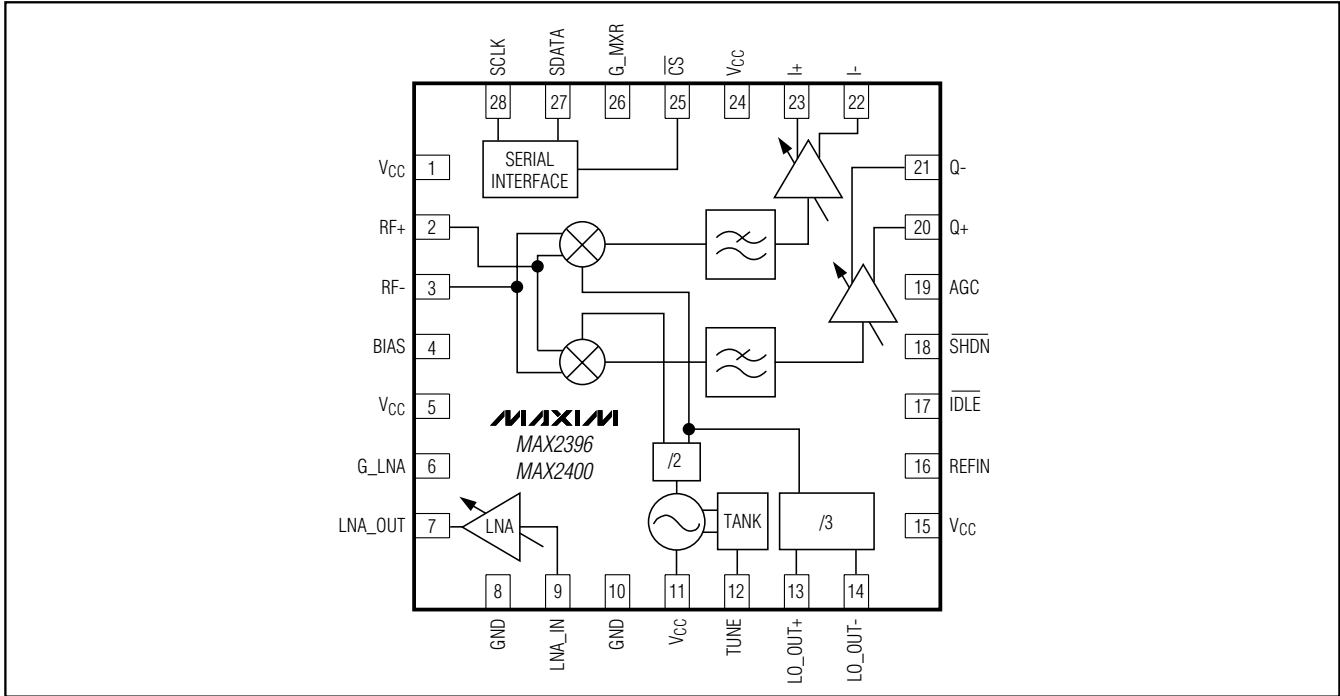 SCLK
SDATA
G_MXR
CS
VCC
I+
I-
28
27
26
25
24
23
22
SERIAL
INTERFACE
VCC 1
RF+ 2
RF- 3
BIAS 4
VCC 5
G_LNA 6
LNA_OUT 7
21 Q-
20 Q+
19 AGC
18 SHDN
17 IDLE
16 REFIN
15 VCC
MAXIM
MAX2396
MAX2400
/2
LNA
TANK
/3
8
9
10
11
12
13
14
GND
LNA_IN
GND
VCC
TUNE
LO_OUT+
LO_OUT-